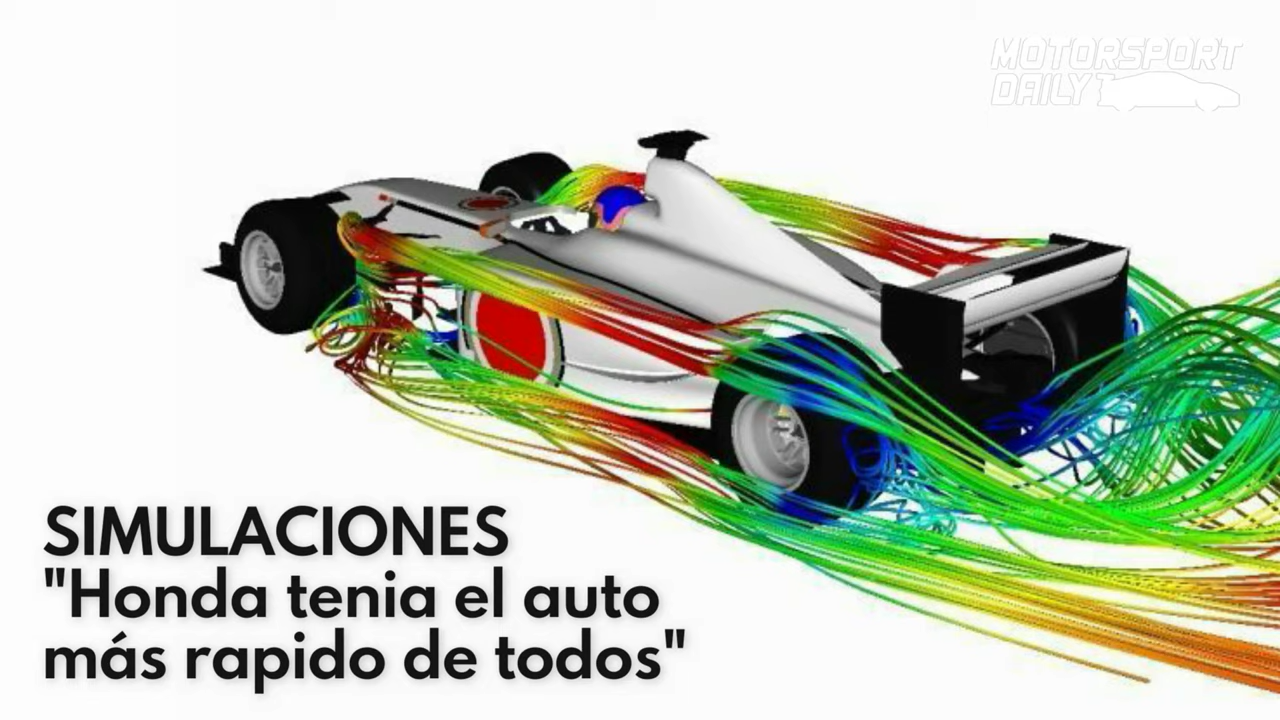 MOTORSPORT
DAILY
SIMULACIONES
"Honda tenia el auto
más rapido de todos"